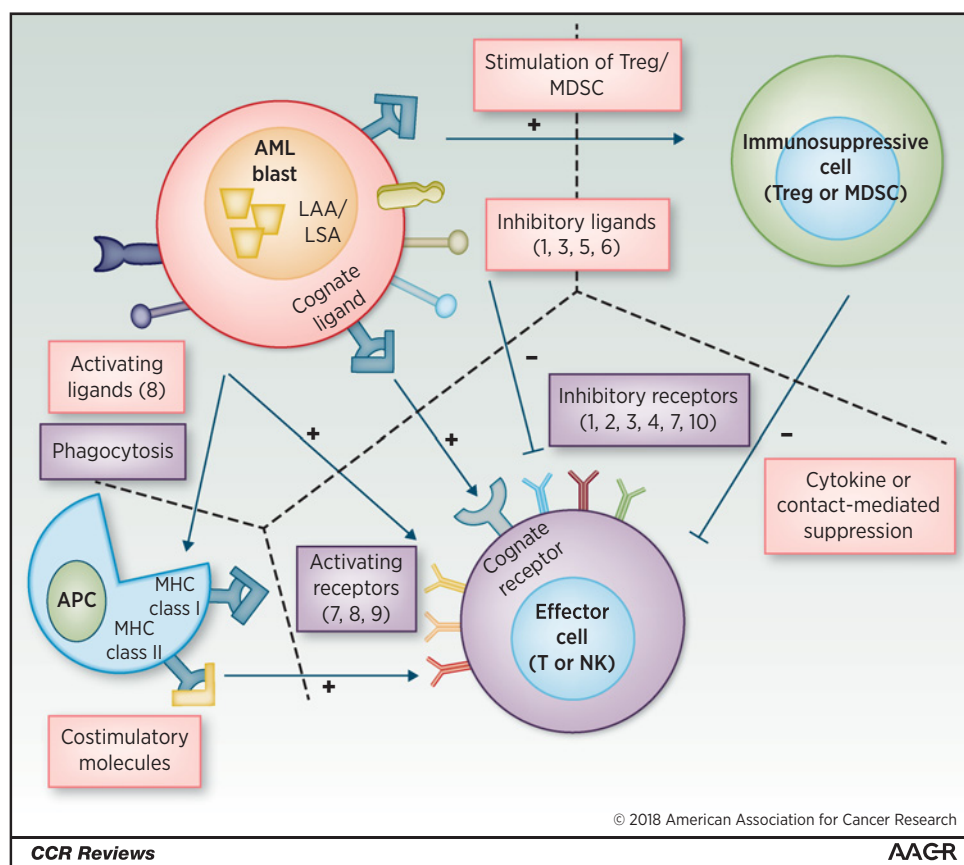 Stimulation of Treg/
MDSC
+
AML
blast
LAA/
LSA
Cognate
ligand
Immunosuppressive
cell
(Treg or MDSC)
Inhibitory ligands
(1, 3, 5, 6)
Activating
ligands (8)
Phagocytosis
+
+
–
Inhibitory receptors
(1, 2, 3, 4, 7, 10)
–
Cytokine or
contact-mediated
suppression
APC
MHC
class I
MHC
class II
Activating
receptors
(7, 8, 9)
Cognate
receptor
Effector
cell
(T or NK)
+
Costimulatory
molecules
© 2018 American Association for Cancer Research
CCR Reviews
AACR